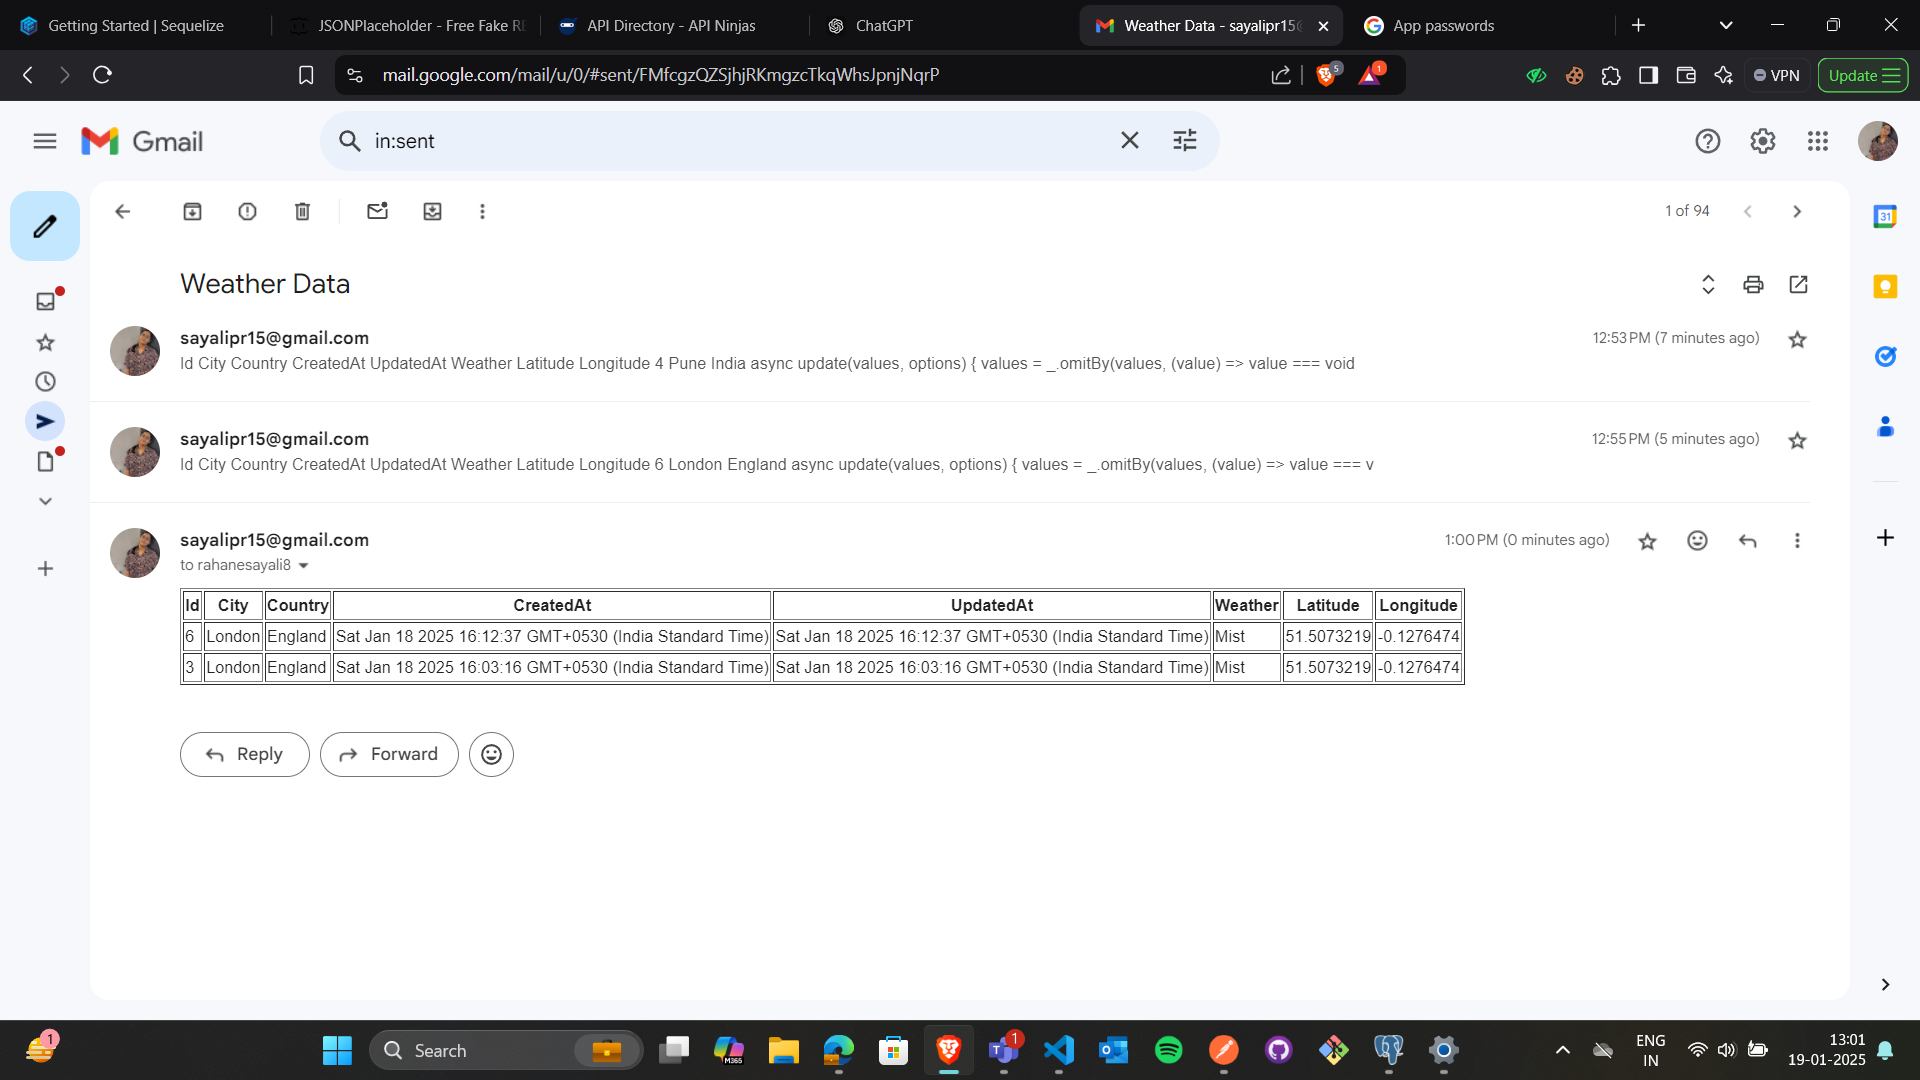 Getting Started | Sequelize
JSONPlaceholder - Free Fake RE
API Directory - API Ninjas
ChatGPT
Weather Data - sayalipr15@
App passwords
mail.google.com/mail/u/0/#sent/FMfcgzQZSjhjRKmgzcTkqWhsJpnjNqrP
5
1
VPN
Update
Gmail
in:sent
1 of 94
31
Weather Data
sayalipr15@gmail.com
12:53 PM (7 minutes ago)
Id City Country CreatedAt UpdatedAt Weather Latitude Longitude 4 Pune India async update(values, options) { values = _.omitBy(values, (value) => value === void
sayalipr15@gmail.com
12:55 PM (5 minutes ago)
Id City Country CreatedAt UpdatedAt Weather Latitude Longitude 6 London England async update(values, options) { values = _.omitBy(values, (value) => value === v
sayalipr15@gmail.com
1:00 PM (0 minutes ago)
to rahanesayali8
Id City Country CreatedAt UpdatedAt Weather Latitude Longitude
6 London England Sat Jan 18 2025 16:12:37 GMT+0530 (India Standard Time) Sat Jan 18 2025 16:12:37 GMT+0530 (India Standard Time) Mist 51.5073219 -0.1276474
3 London England Sat Jan 18 2025 16:03:16 GMT+0530 (India Standard Time) Sat Jan 18 2025 16:03:16 GMT+0530 (India Standard Time) Mist 51.5073219 -0.1276474
Reply
Forward
1
Search
M365
1
ENG
IN
13:01
19-01-2025